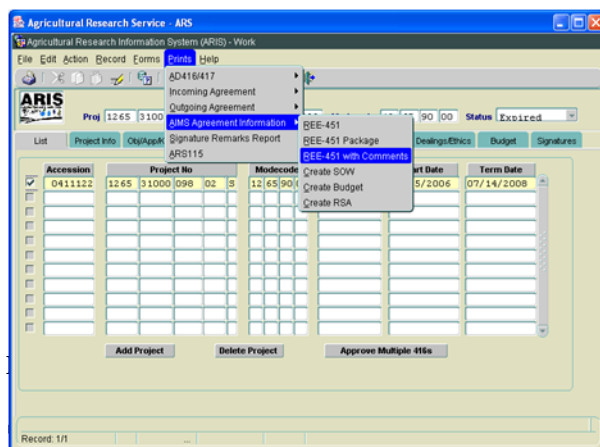 Agricultural Research Service - ARS
Agricultural Research Information System (ARIS) - Work
File Edit Action Record Forms Prints Help
AD416/417
Incoming Agreement
Outgoing Agreement
AIMS Agreement Information
Signature Remarks Report
ARS115
REE-451
REE-451 Package
REE-451 with Comments
Create SOW
Create Budget
Create RSA
ARIS
Proj 1265 3100 90 00 Status Expired
List Project Info Obj/App/K Dealings/Ethics Budget Signatures
Accession Project No Modecode art Date Term Date
0411122 1265 31000 098 02 S 12 65 90 5/2006 07/14/2008
Add Project Delete Project Approve Multiple 416s
Record: 1/1 ...